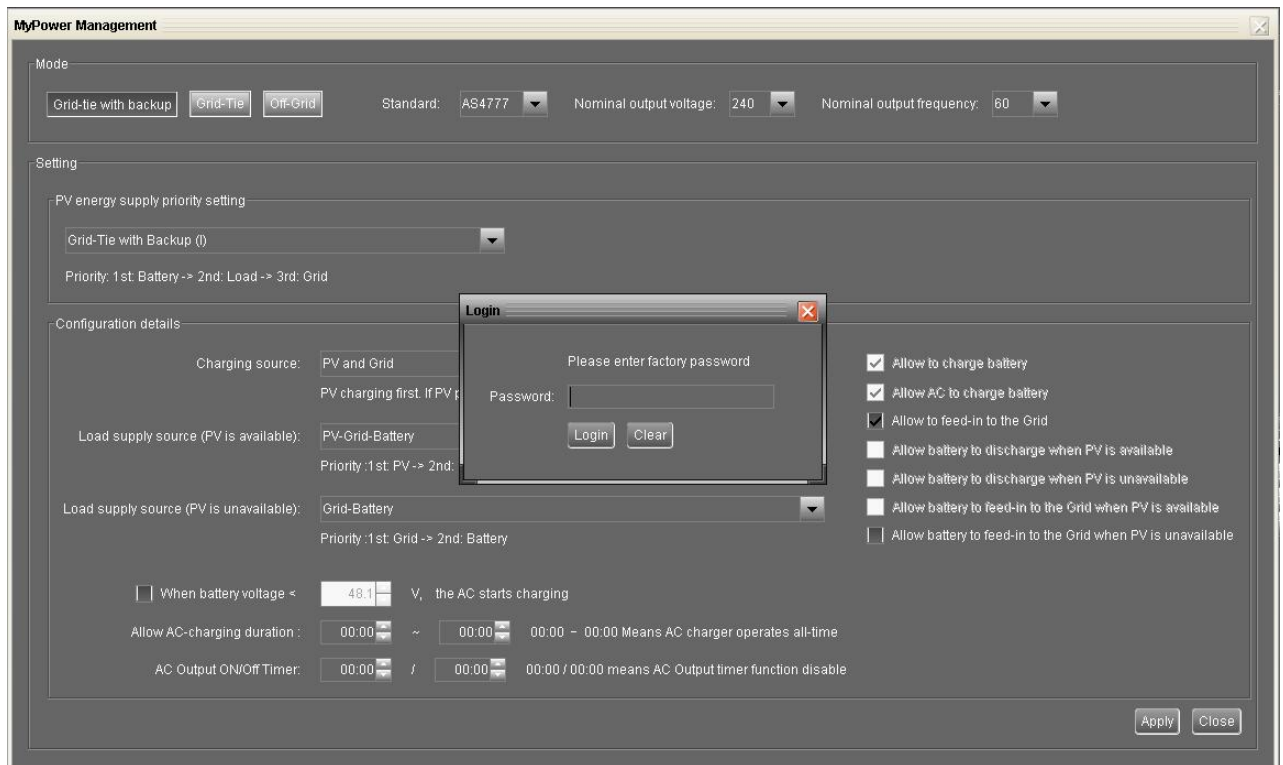 MyPower Management
Mode
Grid-tie with backup Grid-Tie Off-Grid Standard: AS4777 Nominal output voltage: 240 Nominal output frequency: 60
Setting
PV energy supply priority setting
Grid-Tie with Backup (I)
Priority: 1st: Battery -> 2nd: Load -> 3rd: Grid
Configuration details
Login
Please enter factory password
Password:
Login Clear
Charging source: PV and Grid
PV charging first. If PV
Load supply source (PV is available): PV-Grid-Battery
Priority :1st: PV -> 2nd:
Load supply source (PV is unavailable): Grid-Battery
Priority :1st: Grid -> 2nd: Battery
Allow to charge battery
Allow AC to charge battery
Allow to feed-in to the Grid
Allow battery to discharge when PV is available
Allow battery to discharge when PV is unavailable
Allow battery to feed-in to the Grid when PV is available
Allow battery to feed-in to the Grid when PV is unavailable
When battery voltage < 48.1 V, the AC starts charging
Allow AC-charging duration : 00:00 ~ 00:00 00:00 ~ 00:00 Means AC charger operates all-time
AC Output ON/Off Timer: 00:00 / 00:00 00:00 / 00:00 means AC Output timer function disable
Apply Close